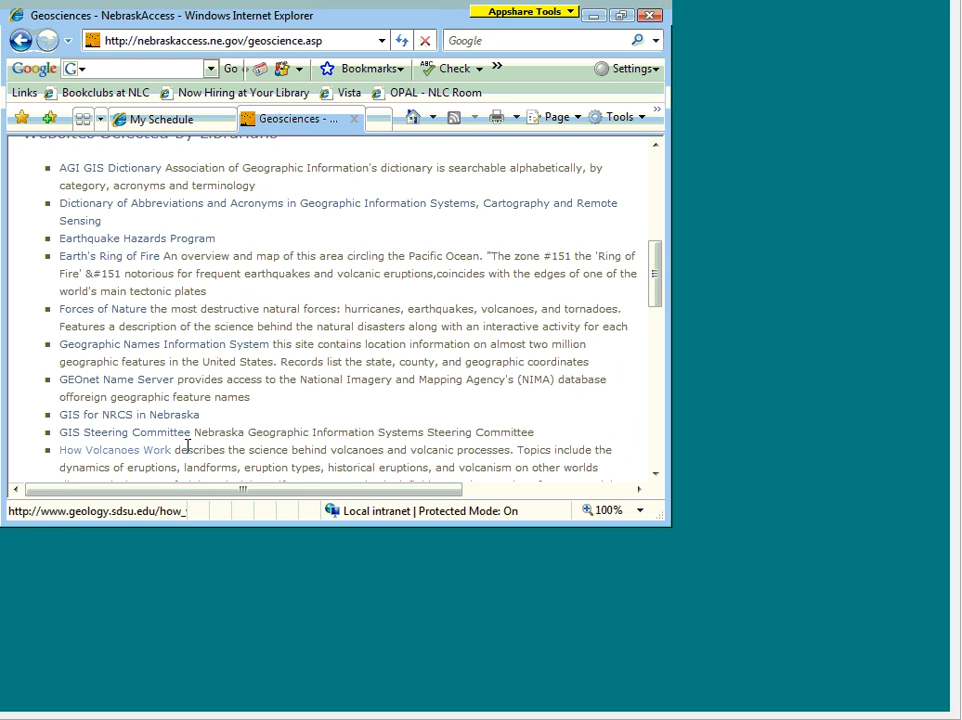 Geosciences - NebraskAccess - Windows Internet Explorer
Appshare Tools
http://nebraskaccess.ne.gov/geoscience.asp
Google
Google
G
Go
Bookmarks
ABC
Check
»
Settings
Links
Bookclubs at NLC
Now Hiring at Your Library
Vista
OPAL - NLC Room
My Schedule
Geosciences - ...
Page
Tools
»
Websites Selected by Librarians
AGI GIS Dictionary Association of Geographic Information's dictionary is searchable alphabetically, by
category, acronyms and terminology
Dictionary of Abbreviations and Acronyms in Geographic Information Systems, Cartography and Remote
Sensing
Earthquake Hazards Program
Earth's Ring of Fire An overview and map of this area circling the Pacific Ocean. "The zone #151 the 'Ring of
Fire' &#151 notorious for frequent earthquakes and volcanic eruptions,coincides with the edges of one of the
world's main tectonic plates
Forces of Nature the most destructive natural forces: hurricanes, earthquakes, volcanoes, and tornadoes.
Features a description of the science behind the natural disasters along with an interactive activity for each
Geographic Names Information System this site contains location information on almost two million
geographic features in the United States. Records list the state, county, and geographic coordinates
GEOnet Name Server provides access to the National Imagery and Mapping Agency's (NIMA) database
offoreign geographic feature names
GIS for NRCS in Nebraska
GIS Steering Committee Nebraska Geographic Information Systems Steering Committee
How Volcanoes Work describes the science behind volcanoes and volcanic processes. Topics include the
dynamics of eruptions, landforms, eruption types, historical eruptions, and volcanism on other worlds
http://www.geology.sdsu.edu/how_
Local intranet | Protected Mode: On
100%